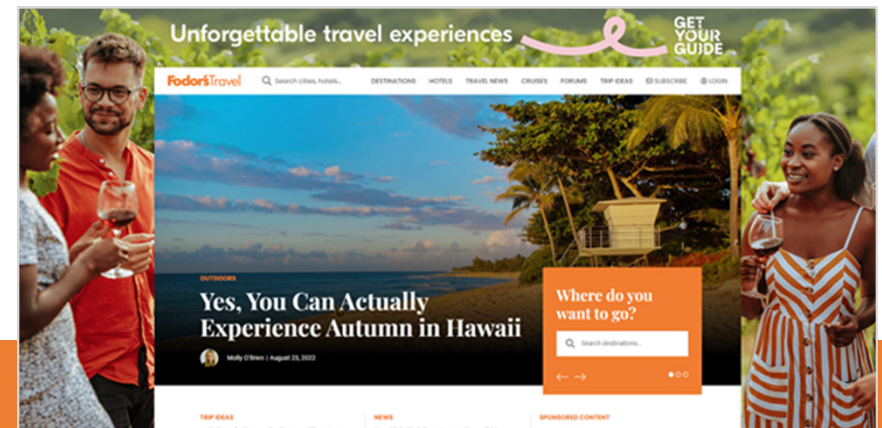 Unforgettable travel experiences
GET
YOUR
GUIDE
Fodor'sTravel Search cities, hotels... DESTINATIONS HOTELS TRAVEL NEWS CRUISES FORUMS TRIP IDEAS SUBSCRIBE LOGIN
OUTDOORS
Yes, You Can Actually
Experience Autumn in Hawaii
Molly O'Brien | August 23, 2022
Where do you
want to go?
Search destinations...
TRIP IDEAS NEWS SPONSORED CONTENT